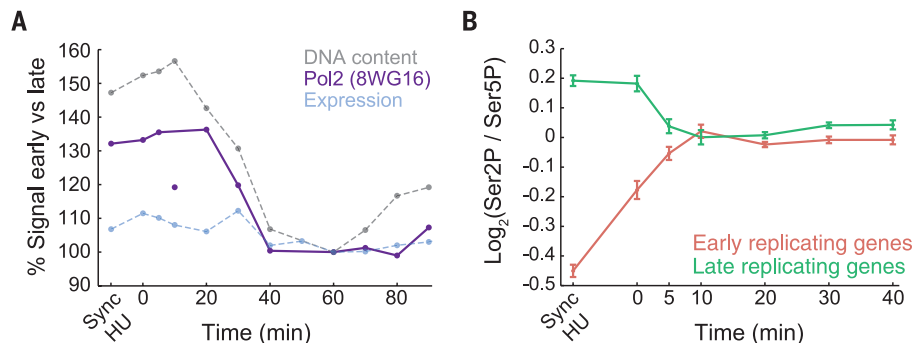 A
% Signal early vs late
160
150
140
130
120
110
100
90
DNA content
Pol2 (8WG16)
Expression
Sync
HU
0
20
40
60
80
Time (min)
B
Log2(Ser2P / Ser5P)
0.3
0.2
0.1
0
-0.1
-0.2
-0.3
-0.4
-0.5
Early replicating genes
Late replicating genes
Sync
HU
0
5
10
20
30
40
Time (min)